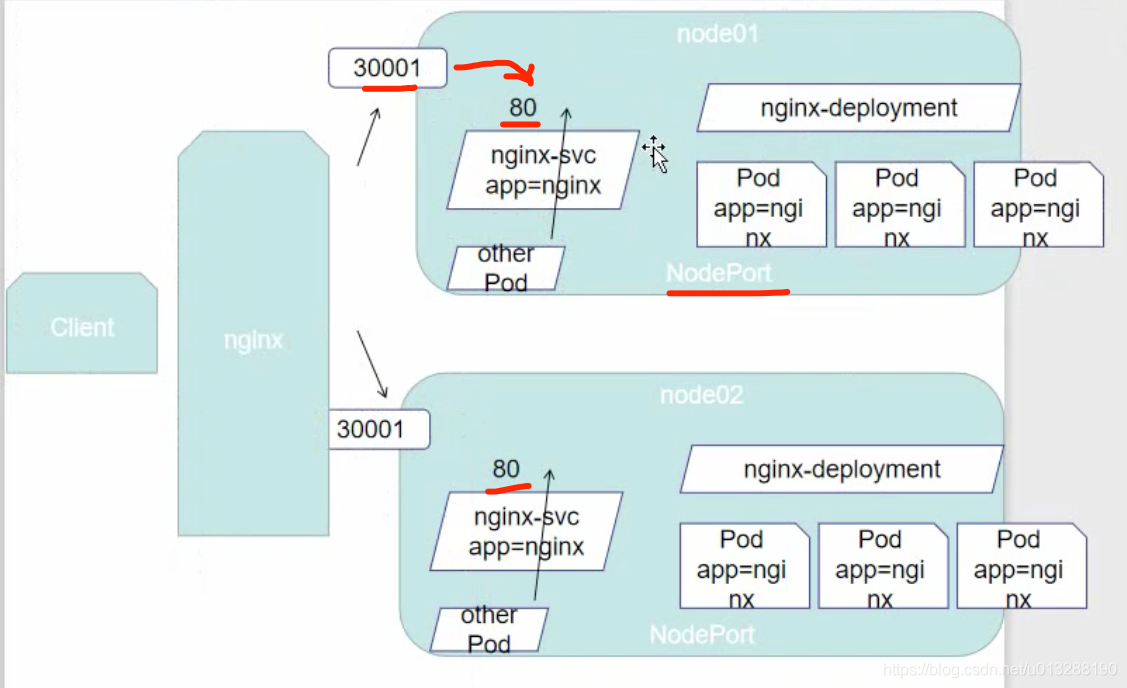 node01
30001
80
nginx-deployment
nginx-svc
app=nginx
Pod
app=ngi
nx
Pod
app=ngi
nx
Pod
app=ngi
nx
other
Pod
NodePort
Client
nginx
node02
30001
80
nginx-deployment
nginx-svc
app=nginx
Pod
app=ngi
nx
Pod
app=ngi
nx
Pod
app=ngi
nx
other
Pod
NodePort
https://blog.csdn.net/u013288190